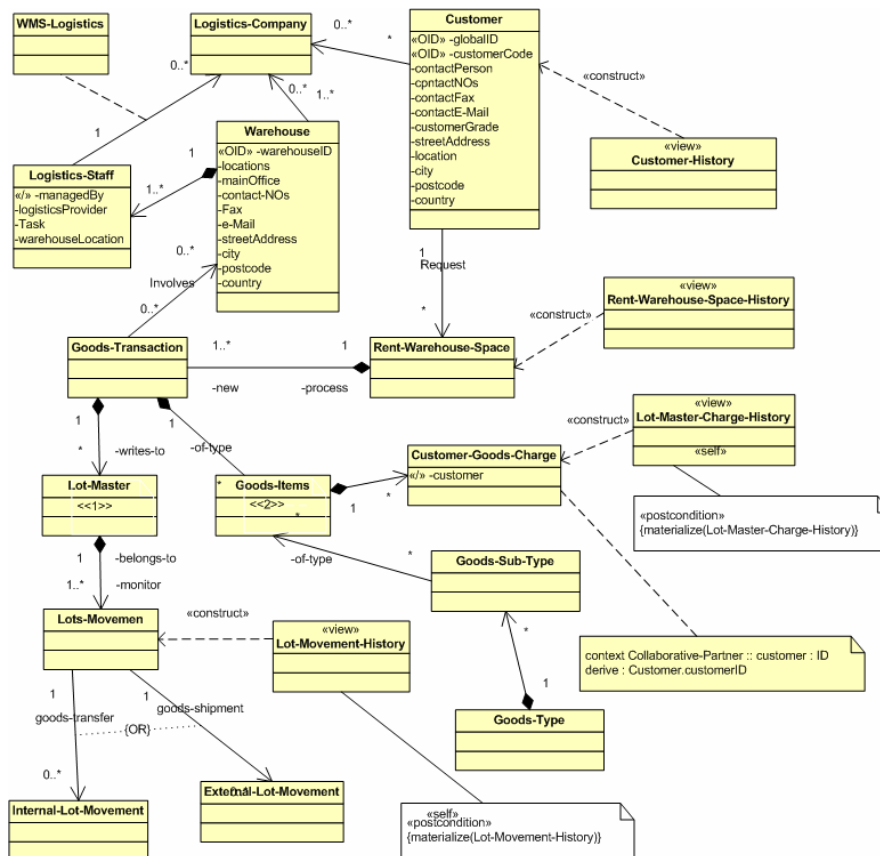 WMS-Logistics
Logistics-Company
0..*
*
0..*
0..*
1..*
1
Customer
«OID» -globalID
«OID» -customerCode
-contactPerson
-cpntactNOs
-contactFax
-contactE-Mail
-customerGrade
-streetAddress
-location
-city
-postcode
-country
«construct»
«view»
Customer-History
Warehouse
«OID» -warehouseID
-locations
-mainOffice
-contact-NOs
-Fax
-e-Mail
-streetAddress
-city
-postcode
-country
1
1..*
Logistics-Staff
«/» -managedBy
-logisticsProvider
-Task
-warehouseLocation
0..*
Involves
0..*
1
Request
*
«view»
Rent-Warehouse-Space-History
«construct»
Goods-Transaction
1..*
-new
1
-process
Rent-Warehouse-Space
1
*
-writes-to
1
-of-type
*
Lot-Master
<<1>>
Goods-Items
<<2>>
*
1
*
Customer-Goods-Charge
«/» -customer
«construct»
«view»
Lot-Master-Charge-History
«self»
«postcondition»
{materialize(Lot-Master-Charge-History)}
1
-belongs-to
1..*
-monitor
-of-type
*
Goods-Sub-Type
*
1
Goods-Type
context Collaborative-Partner :: customer : ID
derive : Customer.customerID
Lots-Movemen
«construct»
«view»
Lot-Movement-History
1
goods-transfer
1
goods-shipment
{OR}
0..*
Internal-Lot-Movement
0..*
External-Lot-Movement
«self»
«postcondition»
{materialize(Lot-Movement-History)}